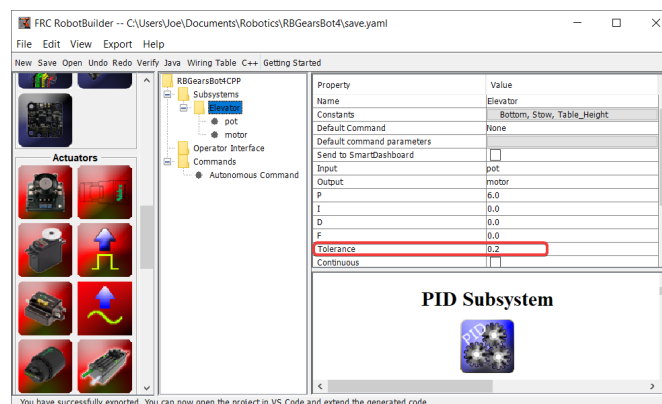 FRC RobotBuilder -- C:\Users\Joe\Documents\Robotics\RBGearsBot4\save.yaml
File Edit View Export Help
New Save Open Undo Redo Verify Java Wiring Table C++ Getting Started
Actuators
RBGearsBot4CPP
Subsystems
Elevator
pot
motor
Operator Interface
Commands
Autonomous Command
Property Value
Name Elevator
Constants Bottom, Stow, Table_Height
Default Command None
Default command parameters
Send to SmartDashboard
Input pot
Output motor
P 6.0
I 0.0
D 0.0
F 0.0
Tolerance 0.2
Continuous
PID Subsystem
PID
You have successfully exported. You can now open the project in VS Code and extend the generated code.